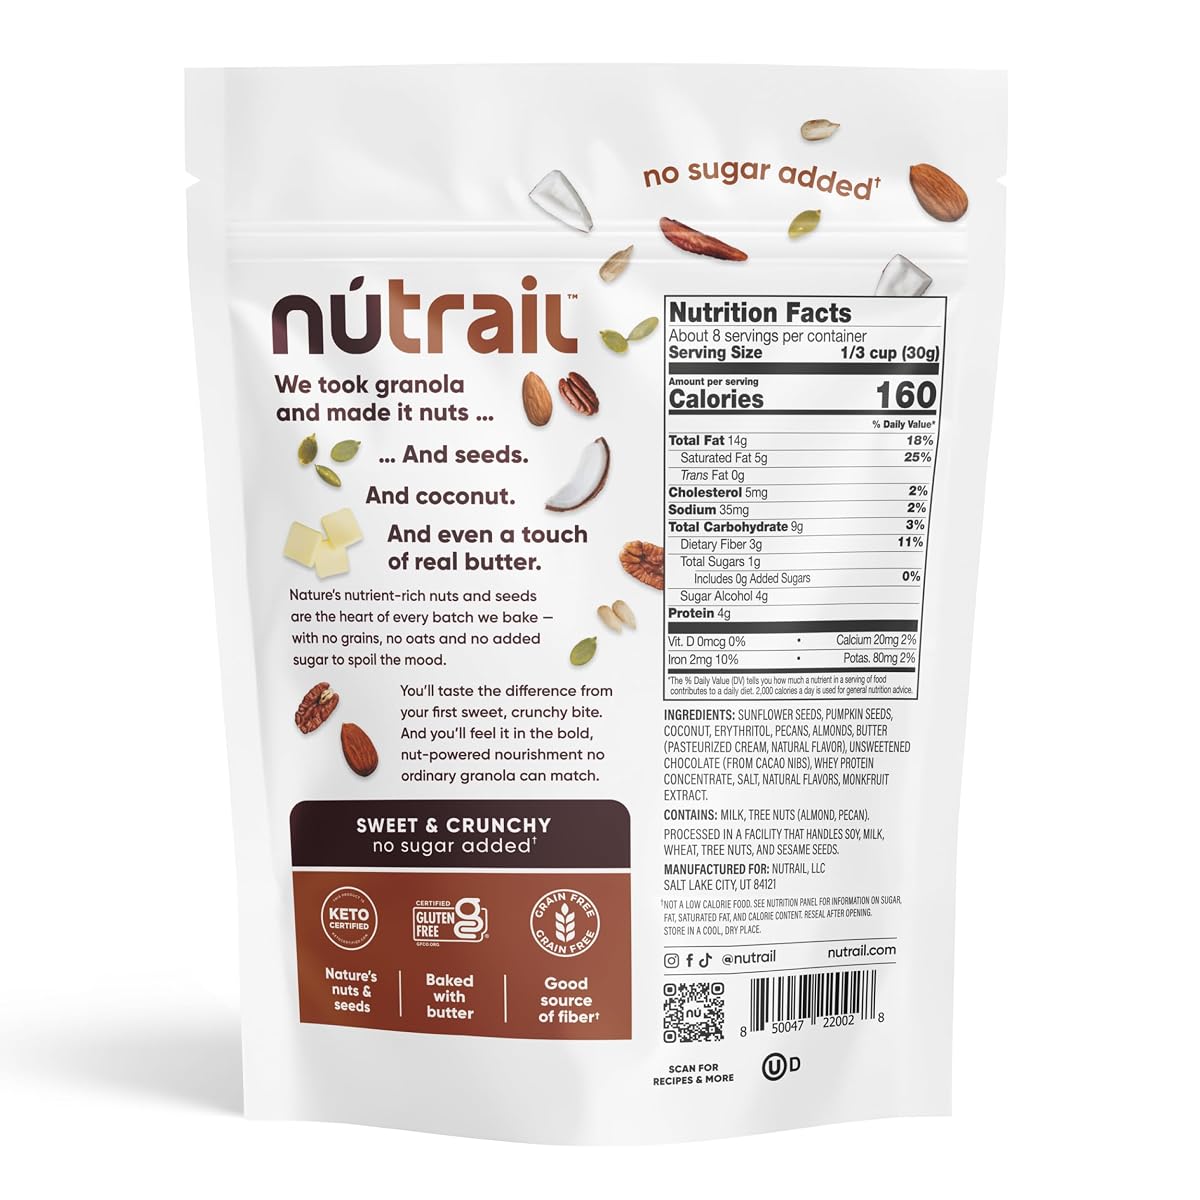 no sugar added†
nútrail™
We took granola
and made it nuts ...
... And seeds.
And coconut.
And even a touch
of real butter.
Nature's nutrient-rich nuts and seeds
are the heart of every batch we bake —
with no grains, no oats and no added
sugar to spoil the mood.
You'll taste the difference from
your first sweet, crunchy bite.
And you'll feel it in the bold,
nut-powered nourishment no
ordinary granola can match.
SWEET & CRUNCHY
no sugar added†
KETO
CERTIFIED
CERTIFIED
GLUTEN
FREE
GFCO.ORG
GRAIN FREE
GRAIN FREE
Nature's
nuts &
seeds
Baked
with
butter
Good
source
of fiber†
Nutrition Facts
About 8 servings per container
Serving Size 1/3 cup (30g)
Amount per serving
Calories 160
% Daily Value*
Total Fat 14g 18%
Saturated Fat 5g 25%
Trans Fat 0g
Cholesterol 5mg 2%
Sodium 35mg 2%
Total Carbohydrate 9g 3%
Dietary Fiber 3g 11%
Total Sugars 1g
Includes 0g Added Sugars 0%
Sugar Alcohol 4g
Protein 4g
Vit. D 0mcg 0% • Calcium 20mg 2%
Iron 2mg 10% • Potas. 80mg 2%
*The % Daily Value (DV) tells you how much a nutrient in a serving of food
contributes to a daily diet. 2,000 calories a day is used for general nutrition advice.
INGREDIENTS: SUNFLOWER SEEDS, PUMPKIN SEEDS,
COCONUT, ERYTHRITOL, PECANS, ALMONDS, BUTTER
(PASTEURIZED CREAM, NATURAL FLAVOR), UNSWEETENED
CHOCOLATE (FROM CACAO NIBS), WHEY PROTEIN
CONCENTRATE, SALT, NATURAL FLAVORS, MONKFRUIT
EXTRACT.
CONTAINS: MILK, TREE NUTS (ALMOND, PECAN).
PROCESSED IN A FACILITY THAT HANDLES SOY, MILK,
WHEAT, TREE NUTS, AND SESAME SEEDS.
MANUFACTURED FOR: NUTRAIL, LLC
SALT LAKE CITY, UT 84121
†NOT A LOW CALORIE FOOD. SEE NUTRITION PANEL FOR INFORMATION ON SUGAR,
FAT, SATURATED FAT, AND CALORIE CONTENT. RESEAL AFTER OPENING.
STORE IN A COOL, DRY PLACE.
@nutrail nutrail.com
nú
8 50047 22002 8
SCAN FOR
RECIPES & MORE
U D